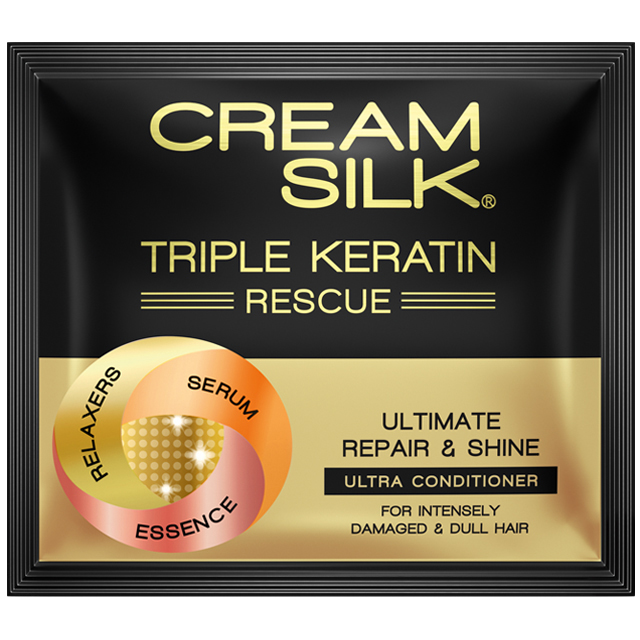 CREAM
SILK®
TRIPLE KERATIN
RESCUE
RELAXERS
SERUM
ESSENCE
ULTIMATE
REPAIR & SHINE
ULTRA CONDITIONER
FOR INTENSELY
DAMAGED & DULL HAIR